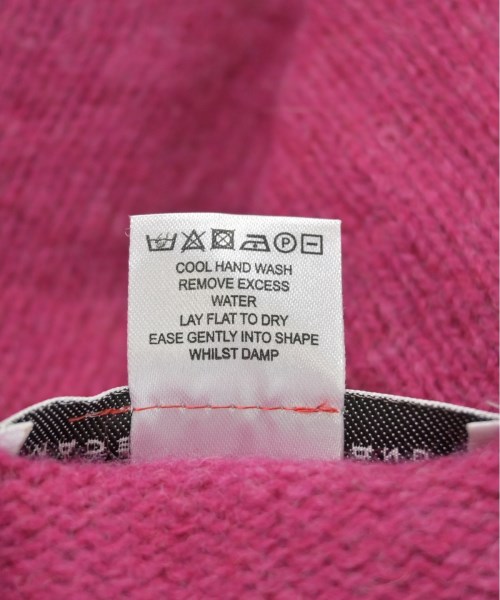 P
COOL HAND WASH
REMOVE EXCESS
WATER
LAY FLAT TO DRY
EASE GENTLY INTO SHAPE
WHILST DAMP